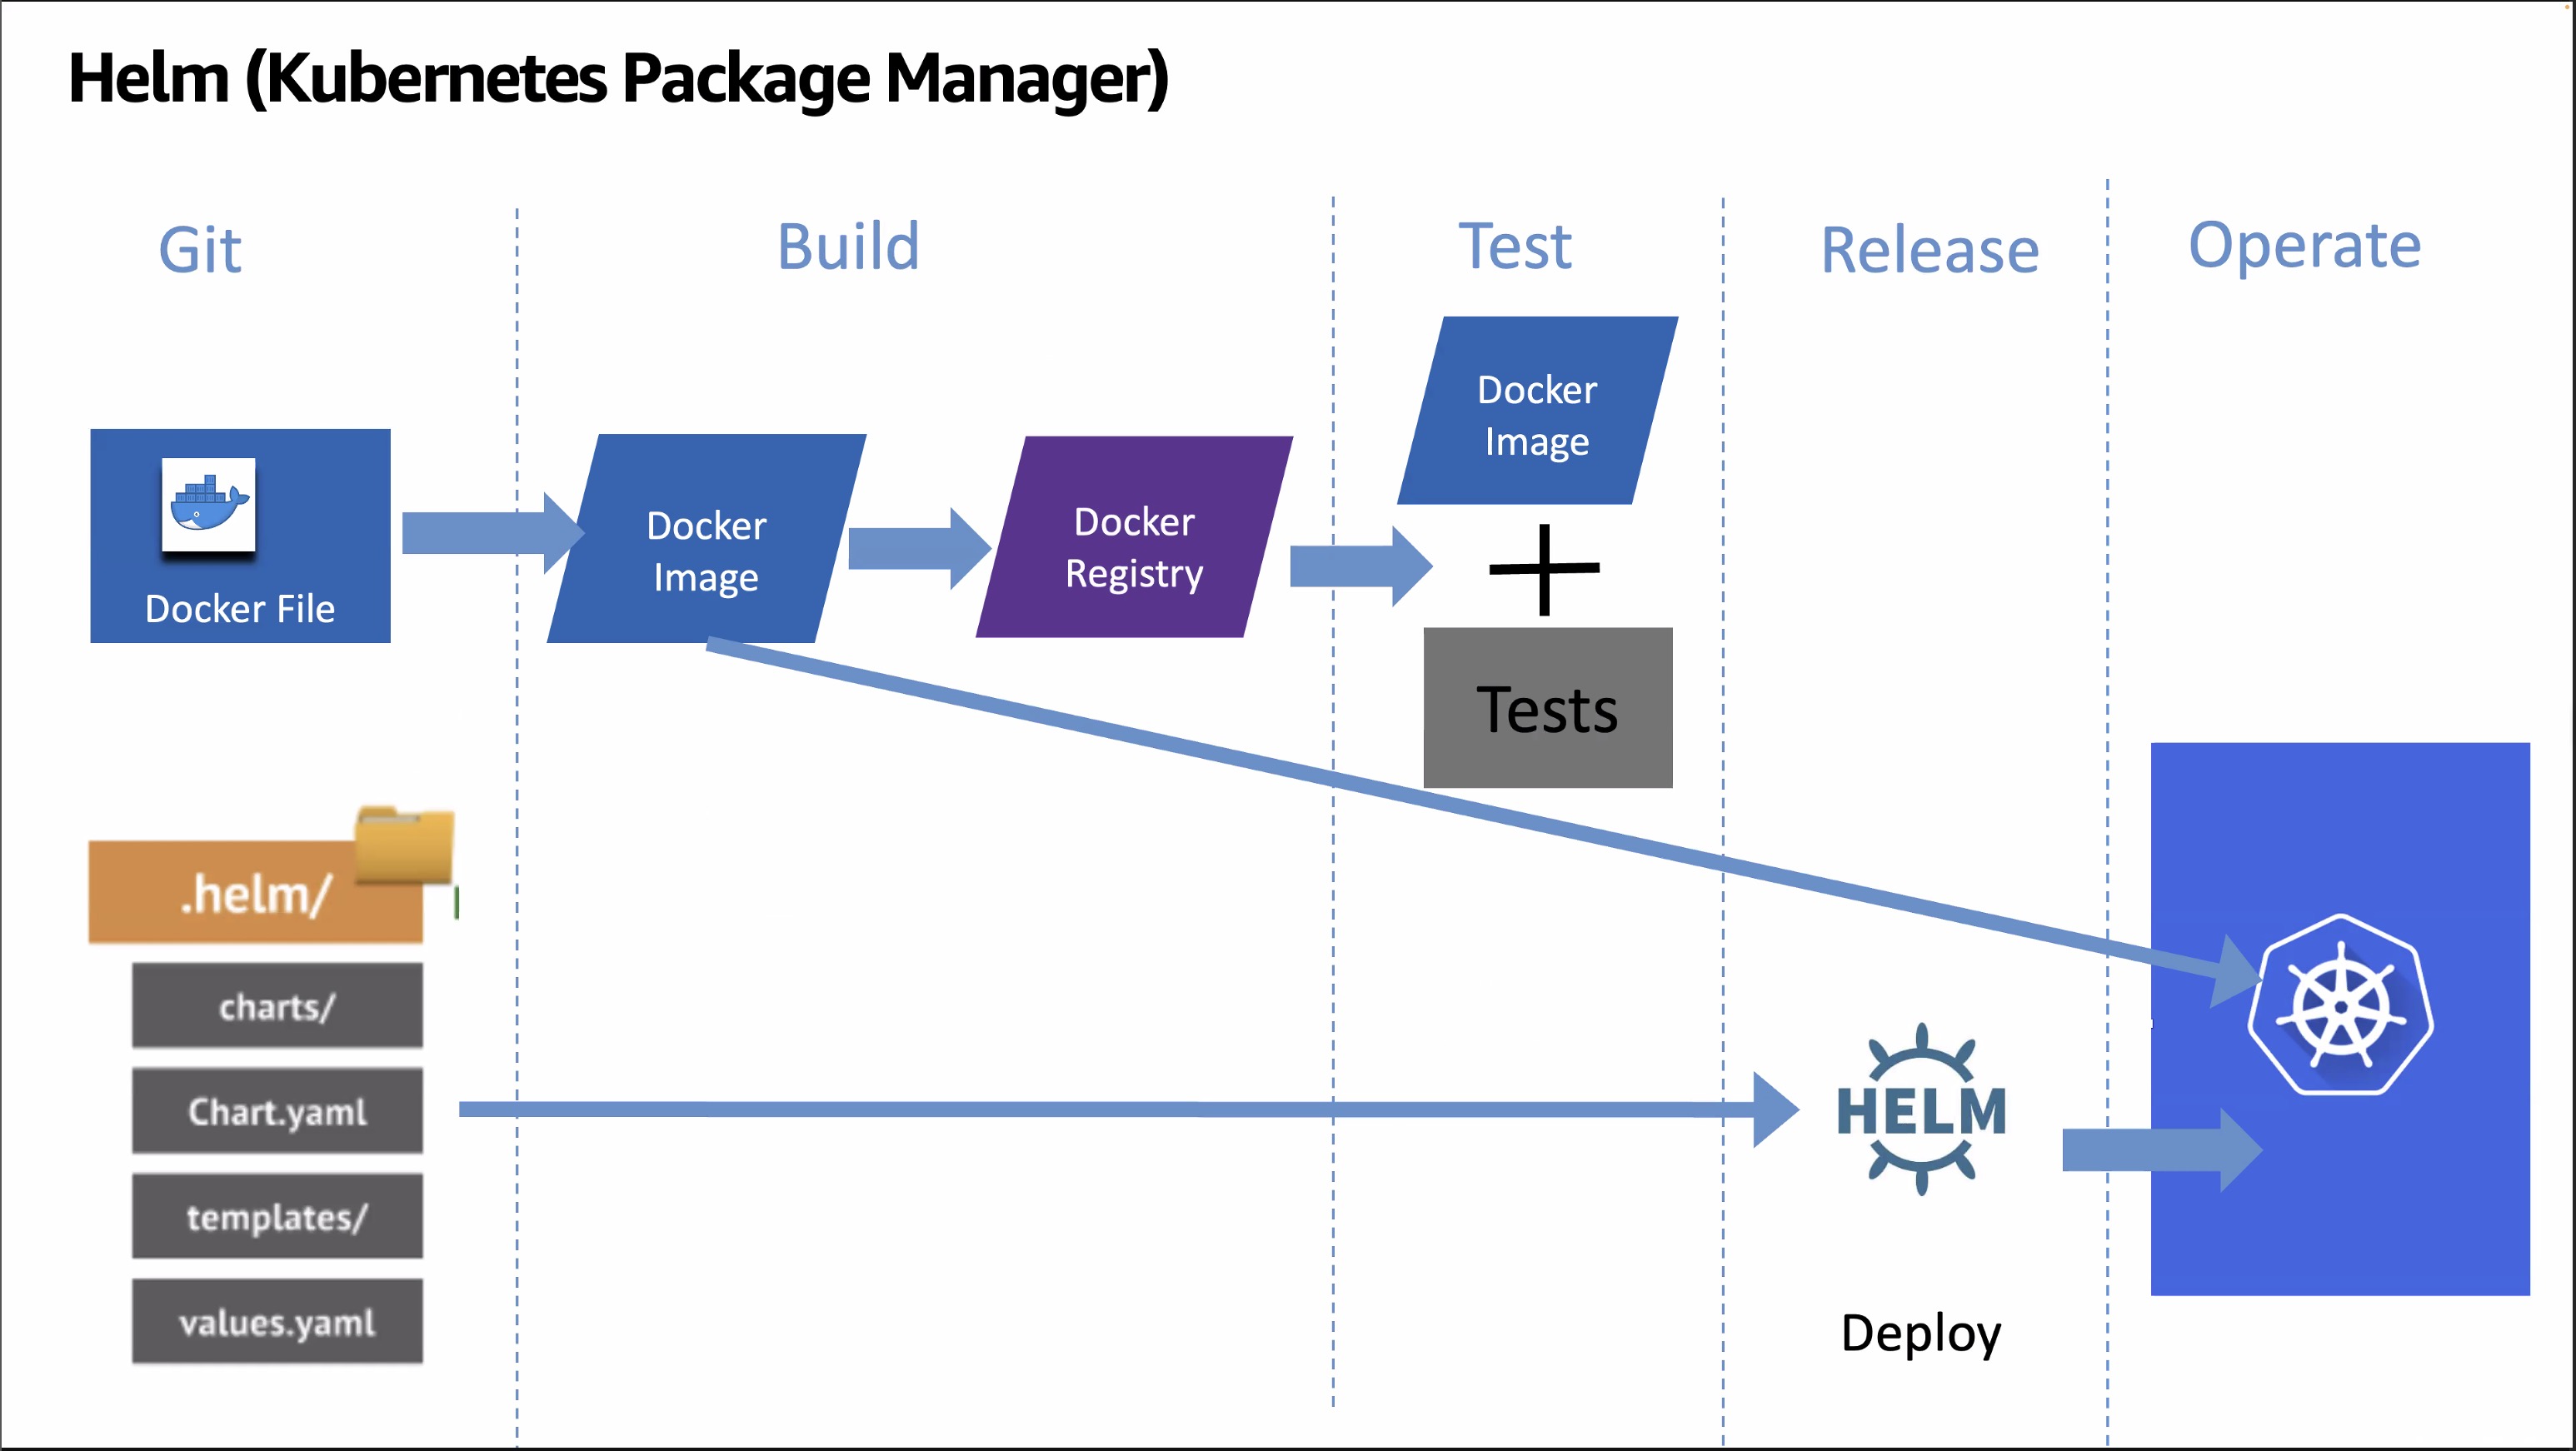 Helm (Kubernetes Package Manager)
Git
Build
Test
Release
Operate
Docker File
Docker
Image
Docker
Registry
Docker
Image
Tests
.helm/
charts/
Chart.yaml
templates/
values.yaml
HELM
Deploy